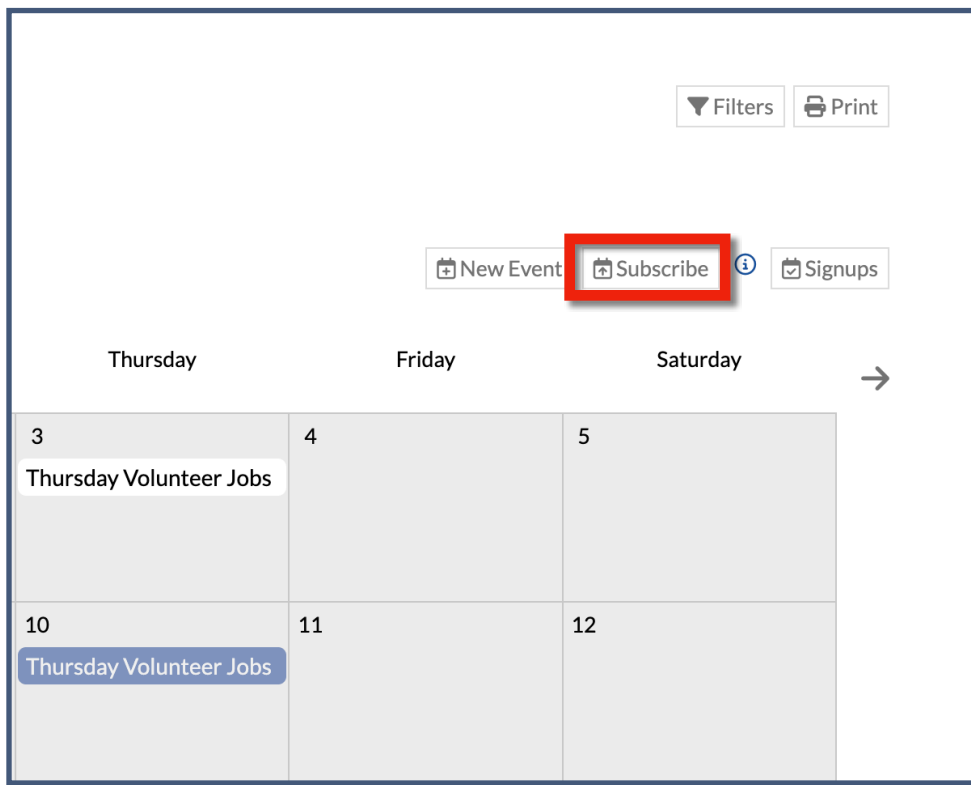 Filters Print
New Event Subscribe Signups
Thursday Friday Saturday
3 4 5
Thursday Volunteer Jobs
10 11 12
Thursday Volunteer Jobs